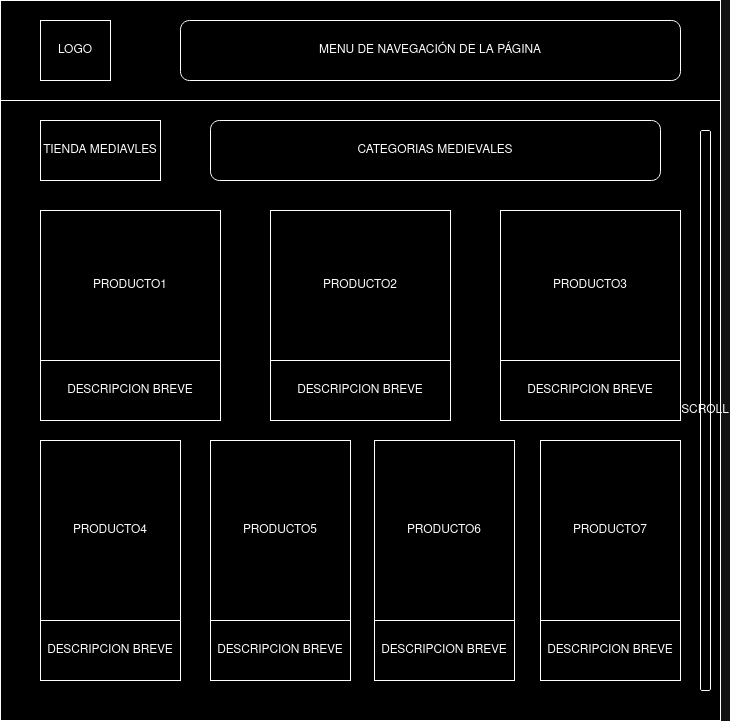 LOGO
MENU DE NAVEGACIÓN DE LA PÁGINA
TIENDA MEDIAVLES
CATEGORIAS MEDIEVALES
PRODUCTO1
PRODUCTO2
PRODUCTO3
DESCRIPCION BREVE
DESCRIPCION BREVE
DESCRIPCION BREVE
SCROLL
PRODUCTO4
PRODUCTO5
PRODUCTO6
PRODUCTO7
DESCRIPCION BREVE
DESCRIPCION BREVE
DESCRIPCION BREVE
DESCRIPCION BREVE